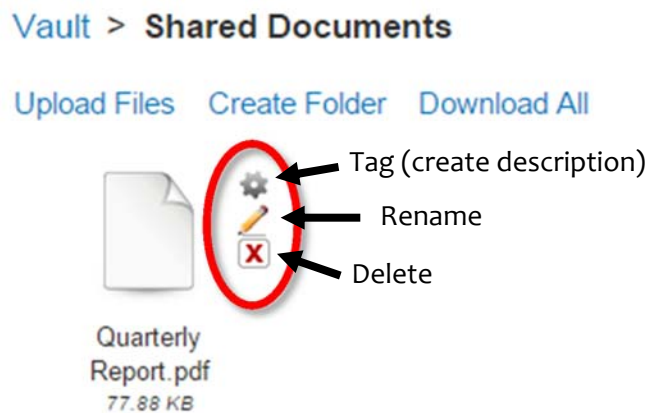 Vault > Shared Documents
Upload Files Create Folder Download All
Tag (create description)
Rename
X
Delete
Quarterly
Report.pdf
77.88 KB